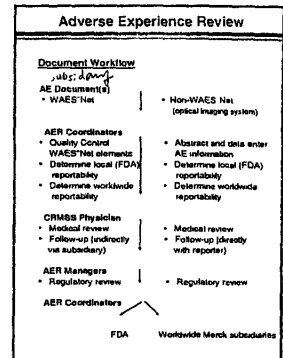 Adverse Experience Review
Document Workflow
AE Document(s)
• WAES*Net
• Non-WAES Net
(optical imaging system)
AER Coordinators
• Quality Control
WAES*Net elements
• Determine local (FDA)
reportability
• Determine worldwide
reportability
• Abstract and data enter
AE information
• Determine local (FDA)
reportability
• Determine worldwide
reportability
CRMSS Physician
• Medical review
• Follow-up (indirectly
via subsidiary)
• Medical review
• Follow-up (directly
with reporter)
AER Managers
• Regulatory review
• Regulatory review
AER Coordinators
FDA
Worldwide Merck subsidiaries